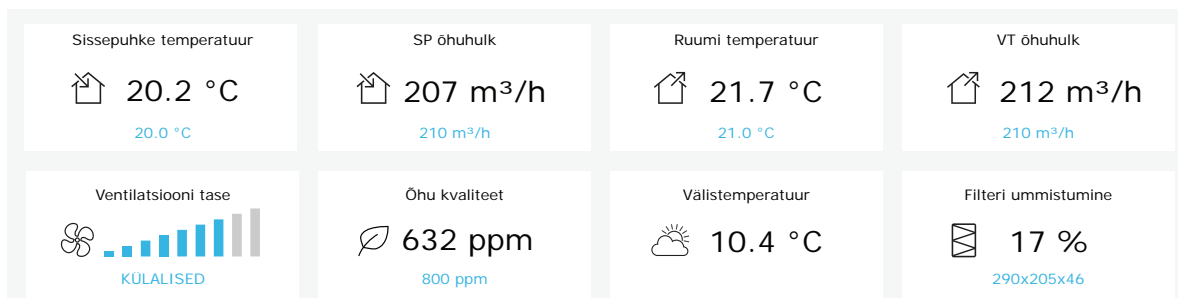 Sissepuhke temperatuur
20.2 °C
20.0 °C
SP õhuhulk
207 m³/h
210 m³/h
Ruumi temperatuur
21.7 °C
21.0 °C
VT õhuhulk
212 m³/h
210 m³/h
Ventilatsiooni tase
KÜLALISED
Õhu kvaliteet
632 ppm
800 ppm
Välistemperatuur
10.4 °C
Filteri ummistumine
17 %
290x205x46